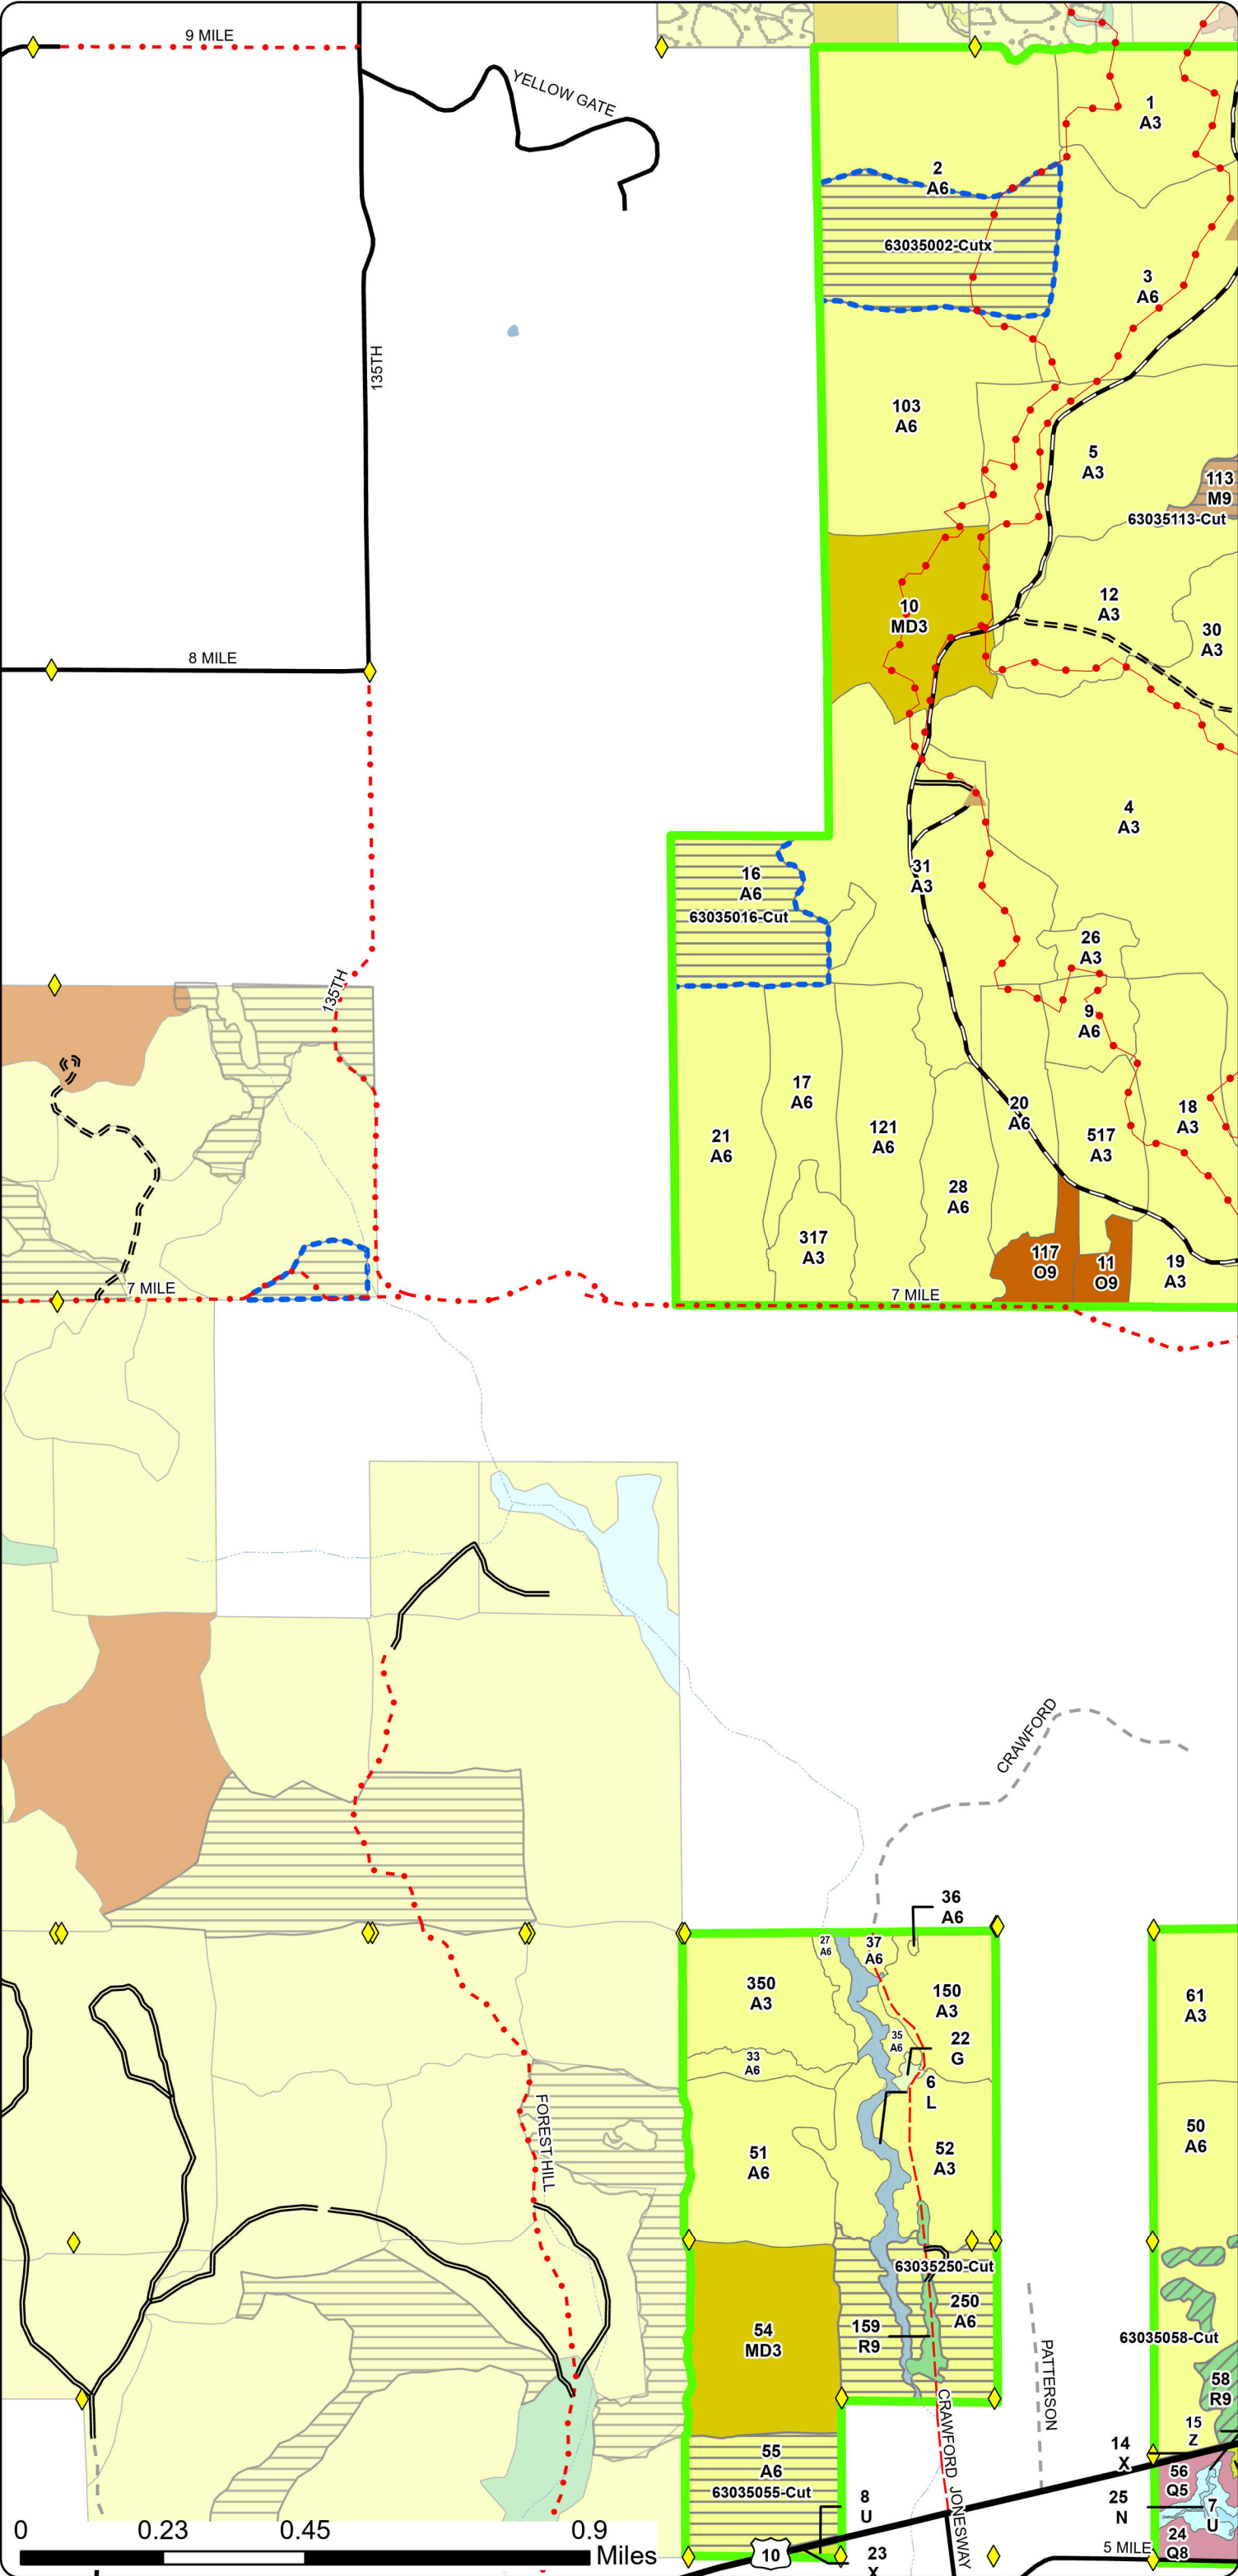 9 MILE
YELLOW GATE
1
A3
2
A6
63035002-Cutx
3
A6
135TH
103
A6
5
A3
113
M9
63035113-Cut
10
MD3
12
A3
30
A3
8 MILE
4
A3
16
A6
63035016-Cut
31
A3
26
A3
135TH
9
A6
17
A6
20
A6
18
A3
21
A6
121
A6
517
A3
28
A6
317
A3
117
O9
11
O9
19
A3
7 MILE
7 MILE
CRAWFORD
36
A6
27
A6
37
A6
350
A3
150
A3
61
A3
35
A6
22
G
33
A6
6
L
FOREST HILL
51
A6
52
A3
50
A6
63035250-Cut
250
A6
159
R9
54
MD3
63035058-Cut
58
R9
PATTERSON
CRAWFORD
15
Z
14
X
55
A6
63035055-Cut
56
Q5
8
U
25
N
7
U
JONESWAY
24
Q8
5 MILE
10
23
X
0 0.23 0.45 0.9
Miles